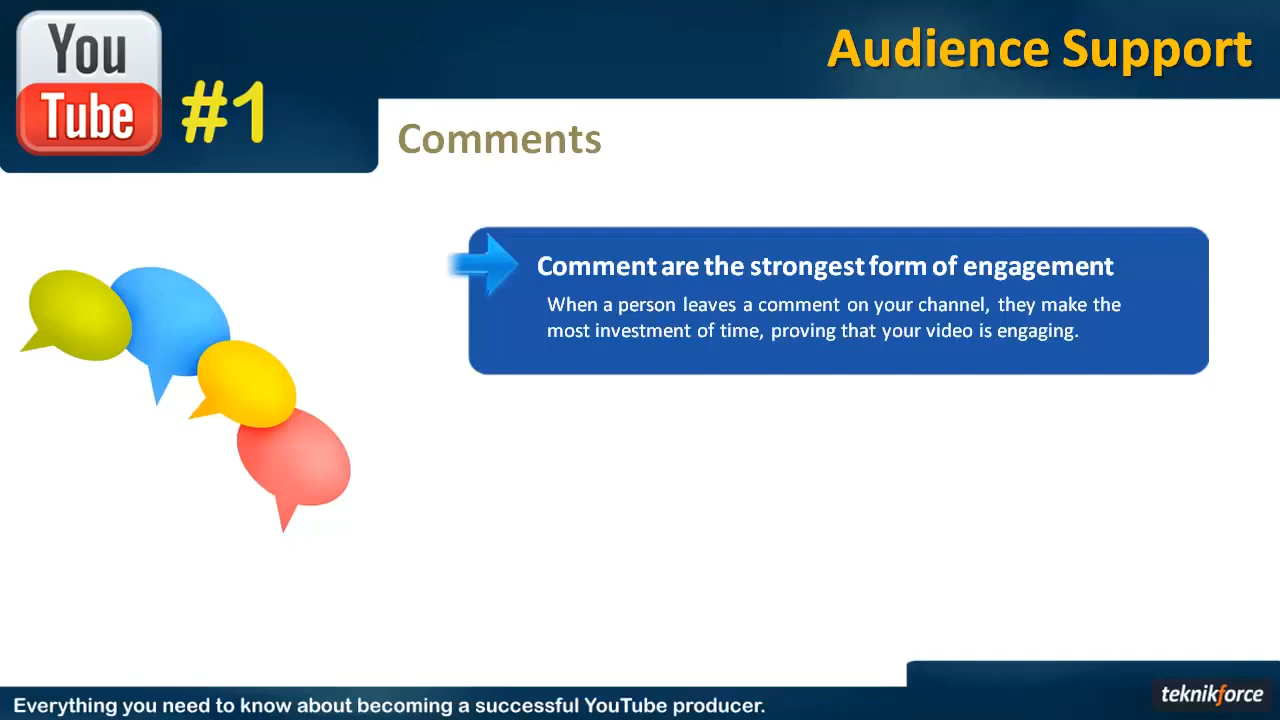 You
Tube
#1
Audience Support
Comments
Comment are the strongest form of engagement
When a person leaves a comment on your channel, they make the
most investment of time, proving that your video is engaging.
Everything you need to know about becoming a successful YouTube producer.
teknikforce